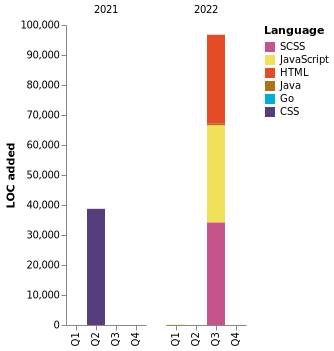 2021 2022
Language
SCSS
JavaScript
HTML
Java
Go
CSS
LOC added
100,000
90,000
80,000
70,000
60,000
50,000
40,000
30,000
20,000
10,000
0
Q1 Q2 Q3 Q4 Q1 Q2 Q3 Q4